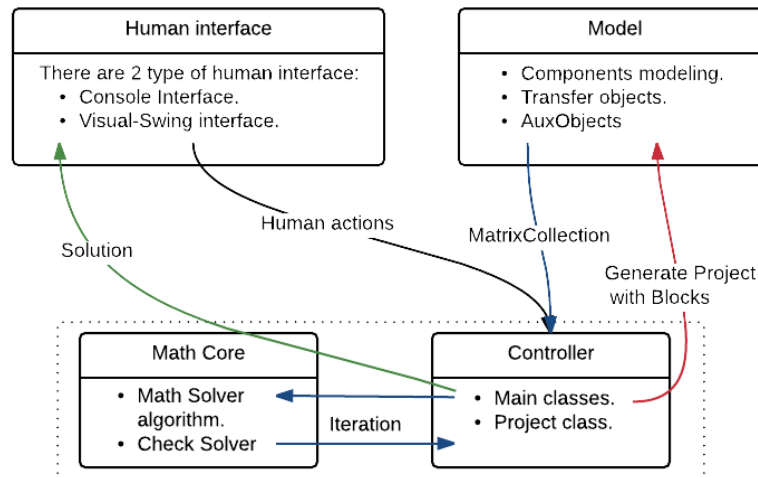 Human interface
There are 2 type of human interface:
• Console Interface.
• Visual-Swing interface.
Model
• Components modeling.
• Transfer objects.
• AuxObjects
Human actions
MatrixCollection
Solution
Generate Project
with Blocks
Math Core
• Math Solver
algorithm.
• Check Solver
Iteration
Controller
• Main classes.
• Project class.